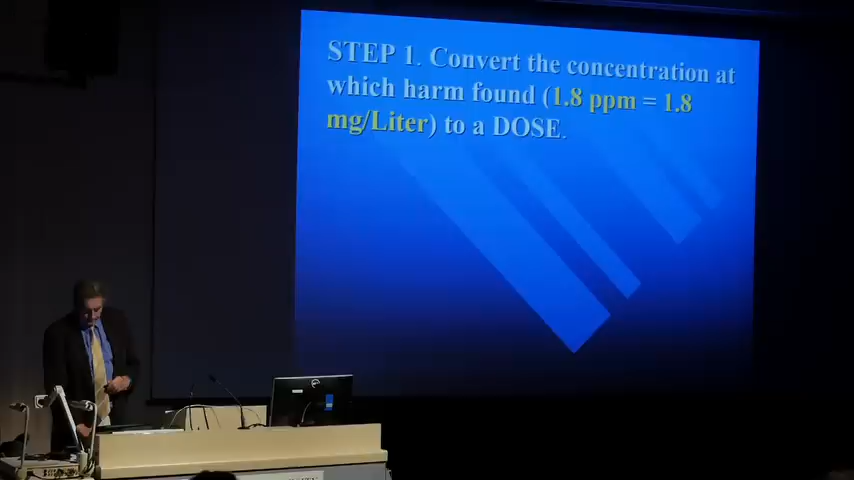 STEP 1. Convert the concentration at
which harm found (1.8 ppm = 1.8
mg/Liter) to a DOSE.